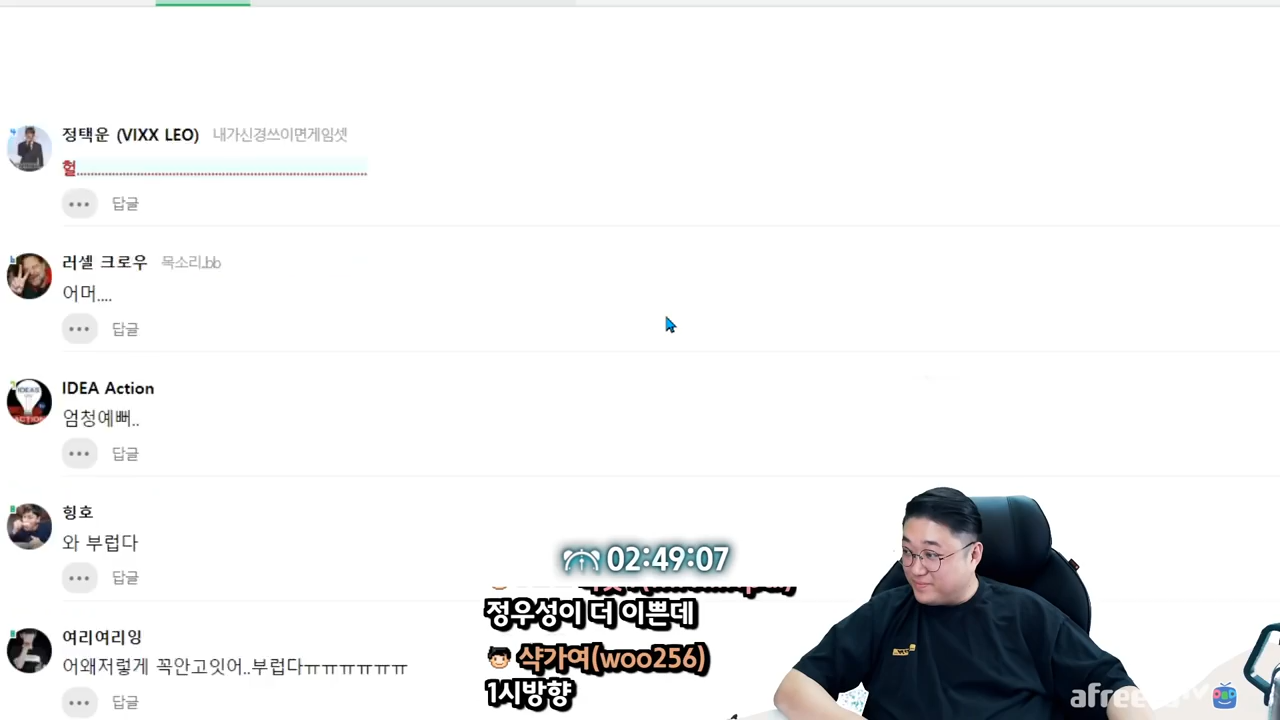 정택운 (VIXX LEO) 내가신경쓰이면게임셋
헐...................................................................................
답글
러셀 크로우 목소리_bb
어머....
답글
IDEA Action
엄청예뻐..
답글
힝호
와 부럽다
답글
여리여리잉
어왜저렇게 꼭안고잇어..부럽다ㅠㅠㅠㅠㅠㅠ
답글
02:49:07
정우성이 더 이쁜데
샥가여(woo256)
1시방향